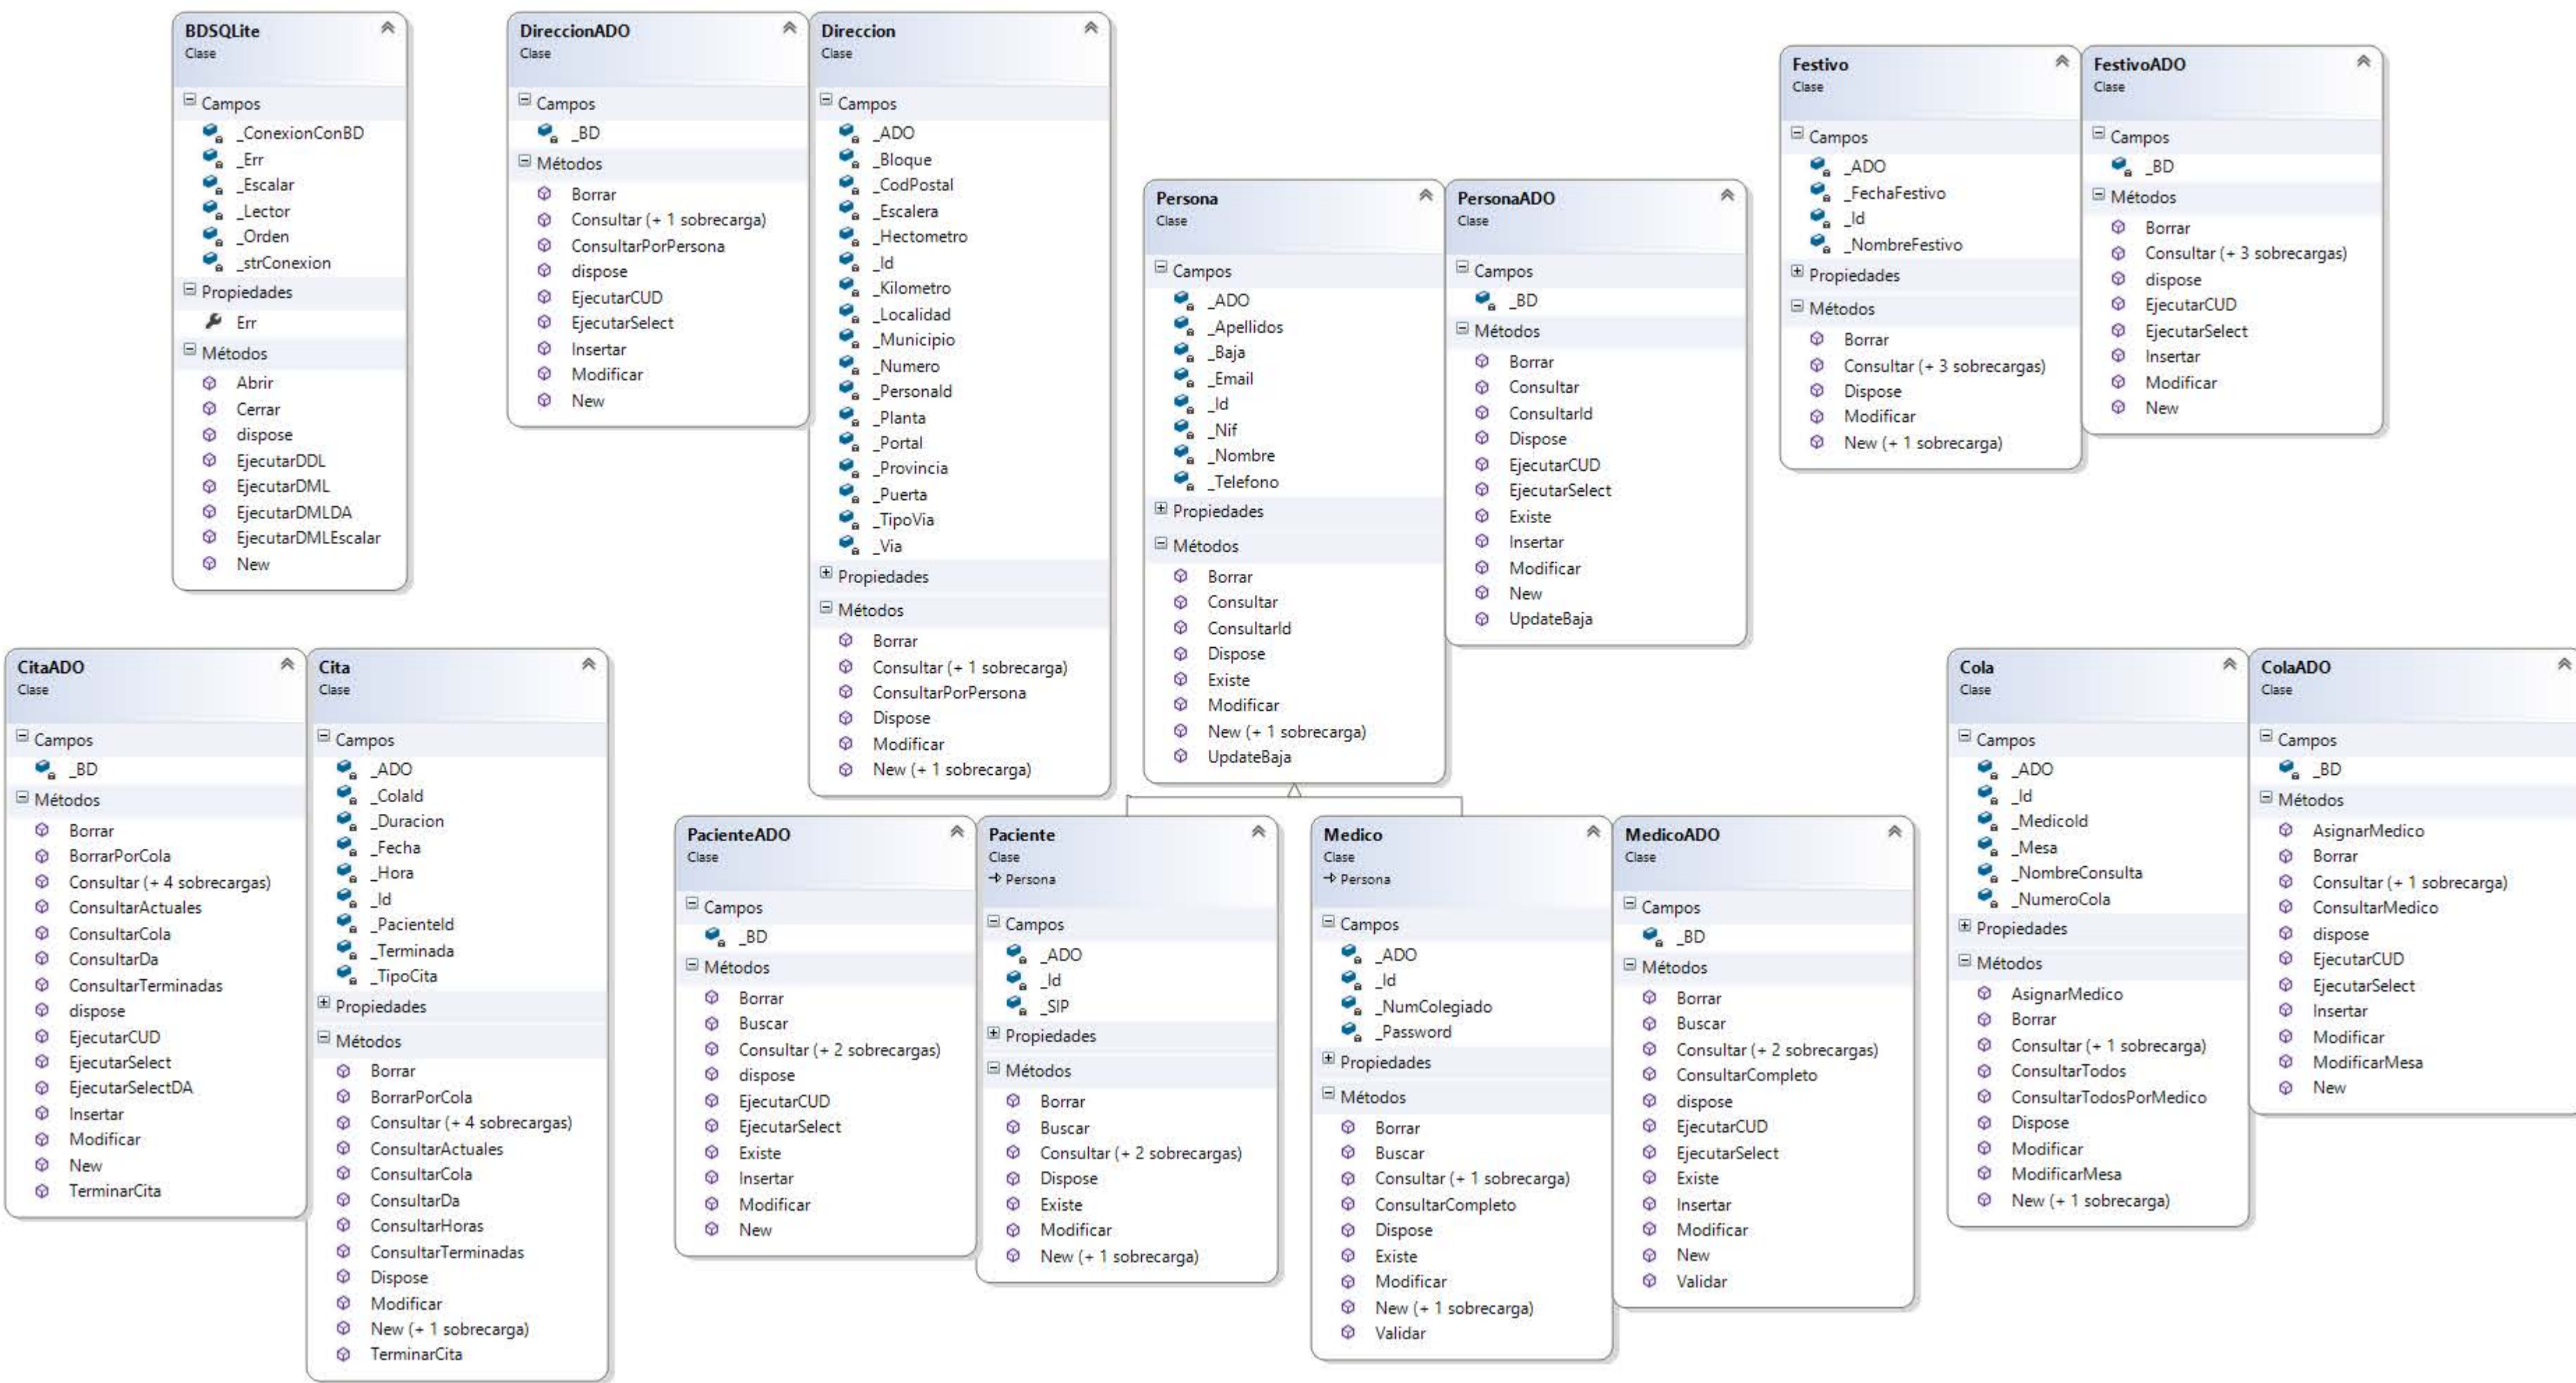 BDSQLite
Clase
Campos
_ConexionConBD
_Err
_Escalar
_Lector
_Orden
_strConexion
Propiedades
Err
Métodos
Abrir
Cerrar
dispose
EjecutarDDL
EjecutarDML
EjecutarDMLDA
EjecutarDMLEscalar
New
DireccionADO
Clase
Campos
_BD
Métodos
Borrar
Consultar (+ 1 sobrecarga)
ConsultarPorPersona
dispose
EjecutarCUD
EjecutarSelect
Insertar
Modificar
New
Direccion
Clase
Campos
_ADO
_Bloque
_CodPostal
_Escalera
_Hectometro
_Id
_Kilometro
_Localidad
_Municipio
_Numero
_PersonaId
_Planta
_Portal
_Provincia
_Puerta
_TipoVia
_Via
Propiedades
Métodos
Borrar
Consultar (+ 1 sobrecarga)
ConsultarPorPersona
Dispose
Modificar
New (+ 1 sobrecarga)
Persona
Clase
Campos
_ADO
_Apellidos
_Baja
_Email
_Id
_Nif
_Nombre
_Telefono
Propiedades
Métodos
Borrar
Consultar
ConsultarId
Dispose
Existe
Modificar
New (+ 1 sobrecarga)
UpdateBaja
PersonaADO
Clase
Campos
_BD
Métodos
Borrar
Consultar
ConsultarId
Dispose
EjecutarCUD
EjecutarSelect
Existe
Insertar
Modificar
New
UpdateBaja
Festivo
Clase
Campos
_ADO
_FechaFestivo
_Id
_NombreFestivo
Propiedades
Métodos
Borrar
Consultar (+ 3 sobrecargas)
Dispose
Modificar
New (+ 1 sobrecarga)
FestivoADO
Clase
Campos
_BD
Métodos
Borrar
Consultar (+ 3 sobrecargas)
dispose
EjecutarCUD
EjecutarSelect
Insertar
Modificar
New
CitaADO
Clase
Campos
_BD
Métodos
Borrar
BorrarPorCola
Consultar (+ 4 sobrecargas)
ConsultarActuales
ConsultarCola
ConsultarDa
ConsultarTerminadas
dispose
EjecutarCUD
EjecutarSelect
EjecutarSelectDA
Insertar
Modificar
New
TerminarCita
Cita
Clase
Campos
_ADO
_ColaId
_Duracion
_Fecha
_Hora
_Id
_PacienteId
_Terminada
_TipoCita
Propiedades
Métodos
Borrar
BorrarPorCola
Consultar (+ 4 sobrecargas)
ConsultarActuales
ConsultarCola
ConsultarDa
ConsultarHoras
ConsultarTerminadas
Dispose
Modificar
New (+ 1 sobrecarga)
TerminarCita
PacienteADO
Clase
Campos
_BD
Métodos
Borrar
Buscar
Consultar (+ 2 sobrecargas)
dispose
EjecutarCUD
EjecutarSelect
Existe
Insertar
Modificar
New
Paciente
Clase
Persona
Campos
_ADO
_Id
_SIP
Propiedades
Métodos
Borrar
Buscar
Consultar (+ 2 sobrecargas)
Dispose
Existe
Modificar
New (+ 1 sobrecarga)
Medico
Clase
Persona
Campos
_ADO
_Id
_NumColegiado
_Password
Propiedades
Métodos
Borrar
Buscar
Consultar (+ 1 sobrecarga)
ConsultarCompleto
Dispose
Existe
Modificar
New (+ 1 sobrecarga)
Validar
MedicoADO
Clase
Campos
_BD
Métodos
Borrar
Buscar
Consultar (+ 2 sobrecargas)
ConsultarCompleto
dispose
EjecutarCUD
EjecutarSelect
Existe
Insertar
Modificar
New
Validar
Cola
Clase
Campos
_ADO
_Id
_MedicoId
_Mesa
_NombreConsulta
_NumeroCola
Propiedades
Métodos
AsignarMedico
Borrar
Consultar (+ 1 sobrecarga)
ConsultarTodos
ConsultarTodosPorMedico
Dispose
Modificar
ModificarMesa
New (+ 1 sobrecarga)
ColaADO
Clase
Campos
_BD
Métodos
AsignarMedico
Borrar
Consultar (+ 1 sobrecarga)
ConsultarMedico
dispose
EjecutarCUD
EjecutarSelect
Insertar
Modificar
ModificarMesa
New